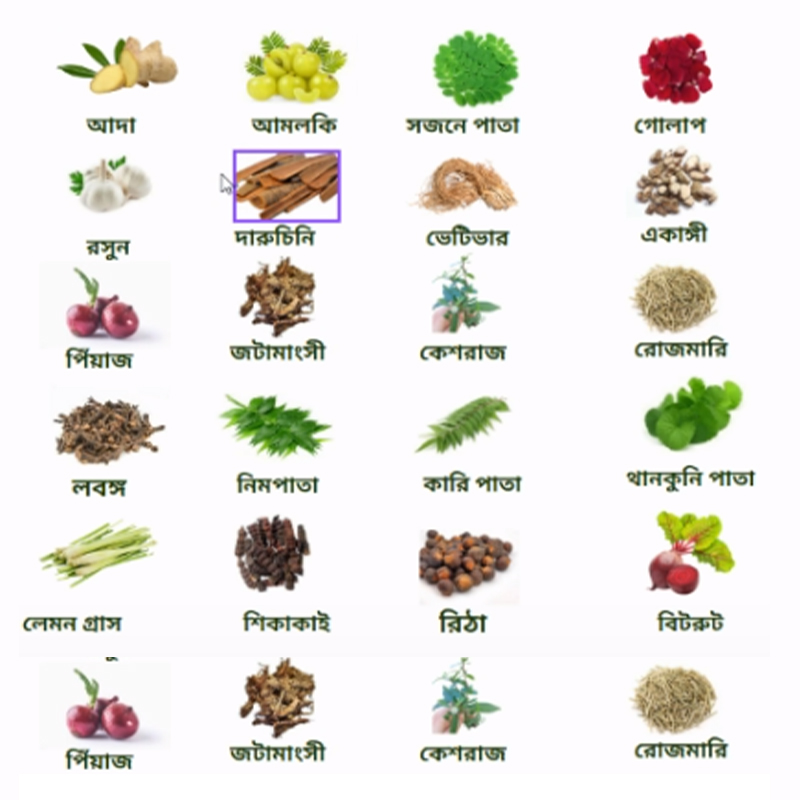 আদা আমলকি সজনে পাতা গোলাপ
রসুন দারুচিনি ভেটিভার একাঙ্গী
পিঁয়াজ জটামাংসী কেশরাজ রোজমারি
লবঙ্গ নিমপাতা কারি পাতা থানকুনি পাতা
লেমন গ্রাস শিকাকাই রিঠা বিটরুট
পিঁয়াজ জটামাংসী কেশরাজ রোজমারি